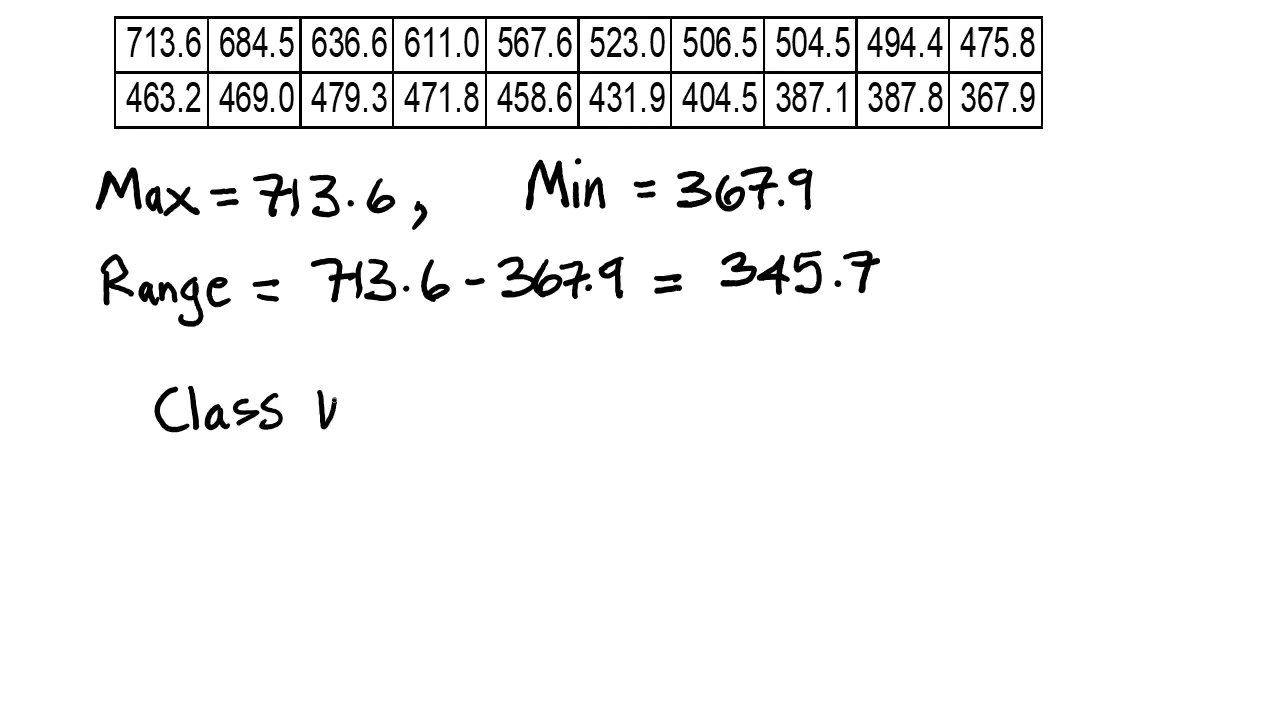 713.6 684.5 636.6 611.0 567.6 523.0 506.5 504.5 494.4 475.8
463.2 469.0 479.3 471.8 458.6 431.9 404.5 387.1 387.8 367.9
Max = 713.6, Min = 367.9
Range = 713.6 - 367.9 = 345.7
Class